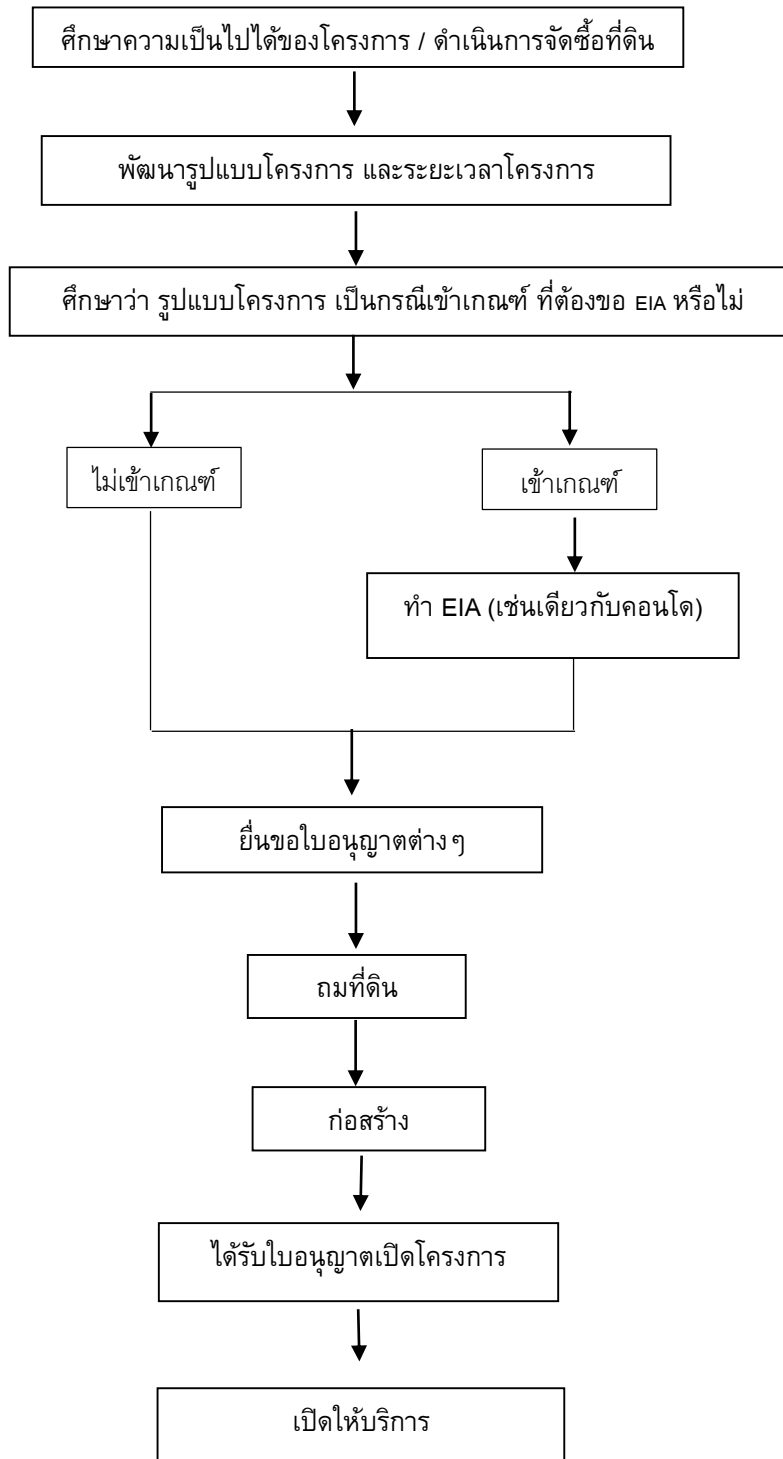 ศึกษาความเป็นไปได้ของโครงการ / ดำเนินการจัดซื้อที่ดิน
พัฒนารูปแบบโครงการ และระยะเวลาโครงการ
ศึกษาว่า รูปแบบโครงการ เป็นกรณีเข้าเกณฑ์ ที่ต้องขอ EIA หรือไม่
ไม่เข้าเกณฑ์
เข้าเกณฑ์
ทำ EIA (เช่นเดียวกับคอนโด)
ยื่นขอใบอนุญาตต่างๆ
ถมที่ดิน
ก่อสร้าง
ได้รับใบอนุญาตเปิดโครงการ
เปิดให้บริการ